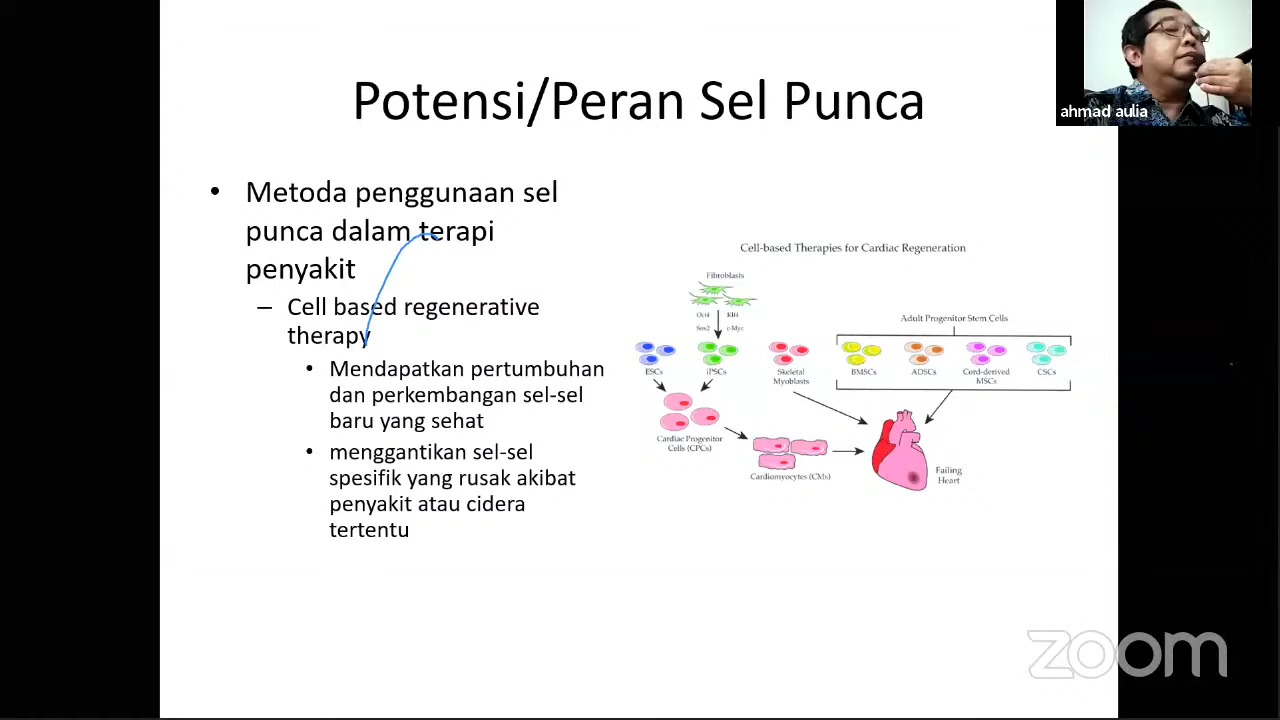 Potensi/Peran Sel Punca
ahmad aulia
• Metoda penggunaan sel
punca dalam terapi
penyakit
– Cell based regenerative
therapy
• Mendapatkan pertumbuhan
dan perkembangan sel-sel
baru yang sehat
• menggantikan sel-sel
spesifik yang rusak akibat
penyakit atau cidera
tertentu
Cell-based Therapies for Cardiac Regeneration
Fibroblasts
Oct4 Klf4
Sox2 c-Myc
Adult Progenitor Stem Cells
ESCs
iPSCs
Skeletal
Myoblasts
BMSCs
ADSCs
Cord-derived
MSCs
CSCs
Cardiac Progenitor
Cells (CPCs)
Cardiomyocytes (CMs)
Failing
Heart
zoom